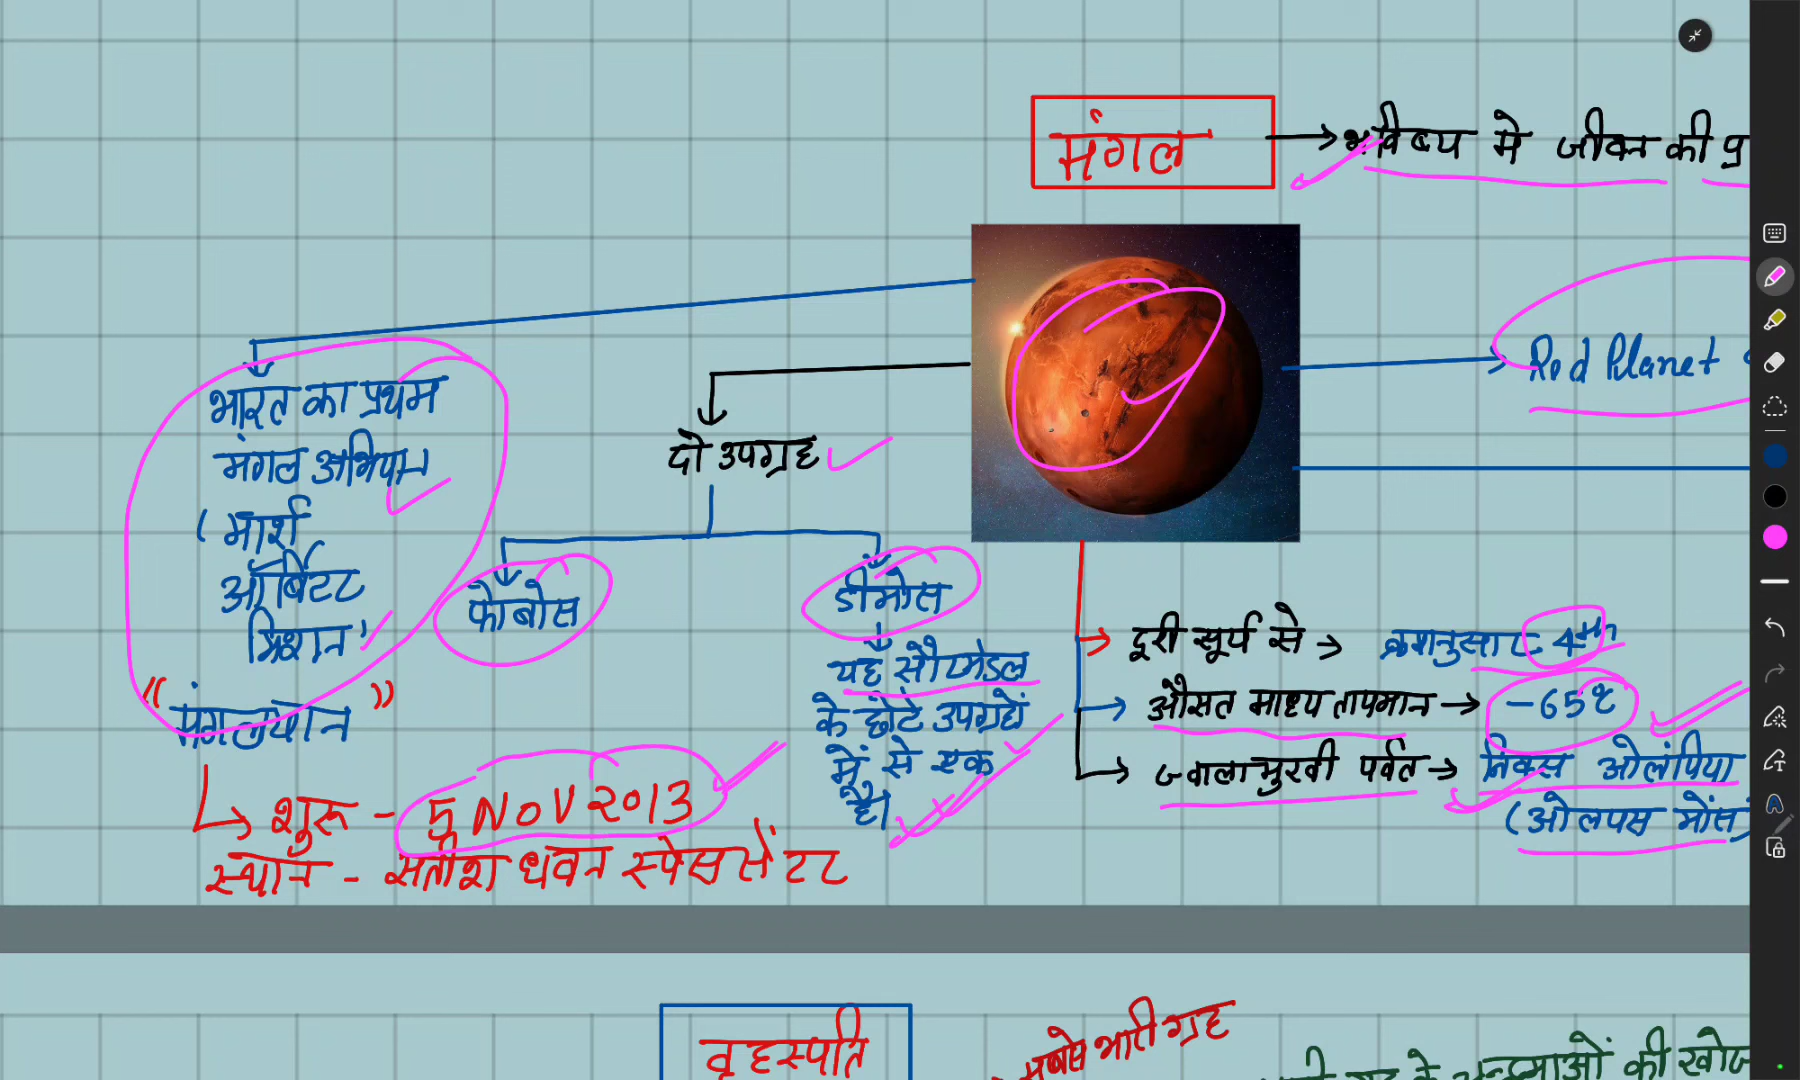 मंगल → भविष्य मे जीवन की प्र
Red Planet
भारत का प्रथम
मंगल अभियान
(मार्श
ऑर्बिटर
मिशन)
"मंगलयान"
शुरू - 5 Nov 2013
स्थान - सतीश धवन स्पेस सेंटर
दो उपग्रह
फोबोस
डीमोस
यह सौरमंडल
के छोटे उपग्रहों
में से एक
है।
दूरी सूर्य से → क्रमानुसार 4th
औसत माध्य तापमान → -65°C
ज्वालामुखी पर्वत → निक्स ओलंपिया
(ओलपस मोंस)
वृहस्पति
सबसे भारी ग्रह
की खोज